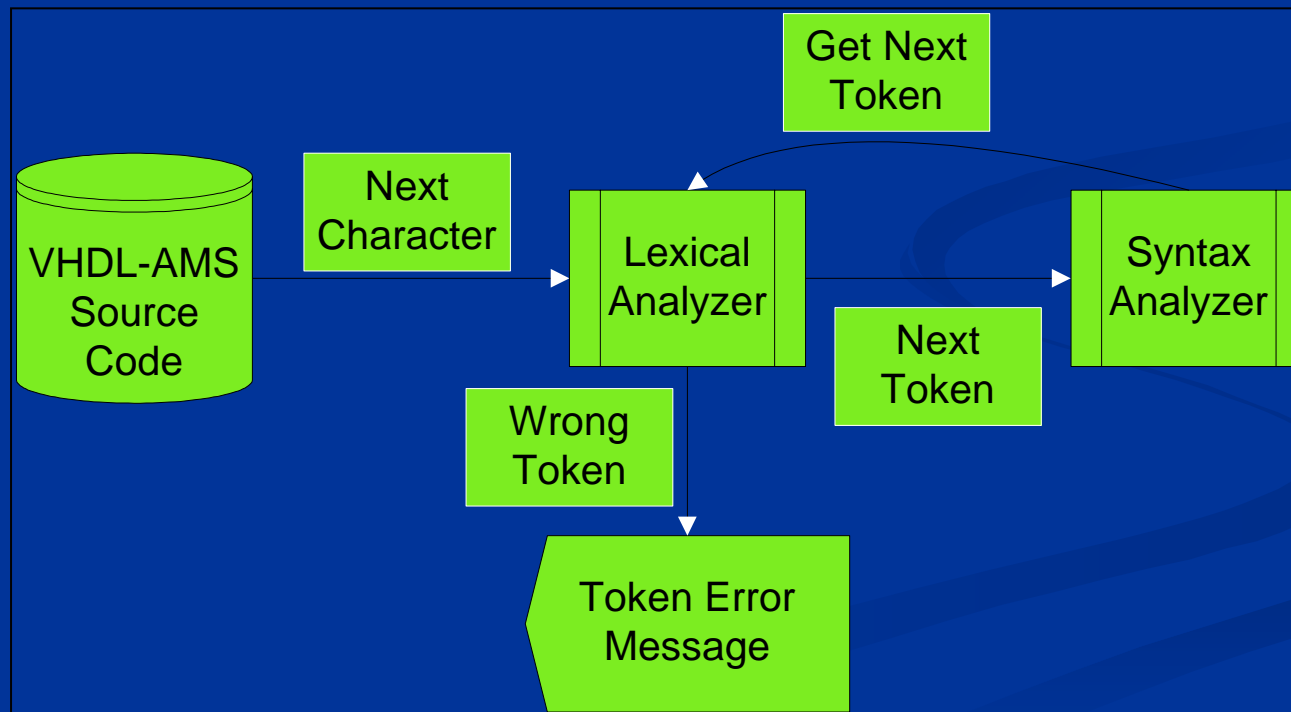 Get Next
Token
Next
Character
VHDL-AMS
Source
Code
Lexical
Analyzer
Syntax
Analyzer
Next
Token
Wrong
Token
Token Error
Message